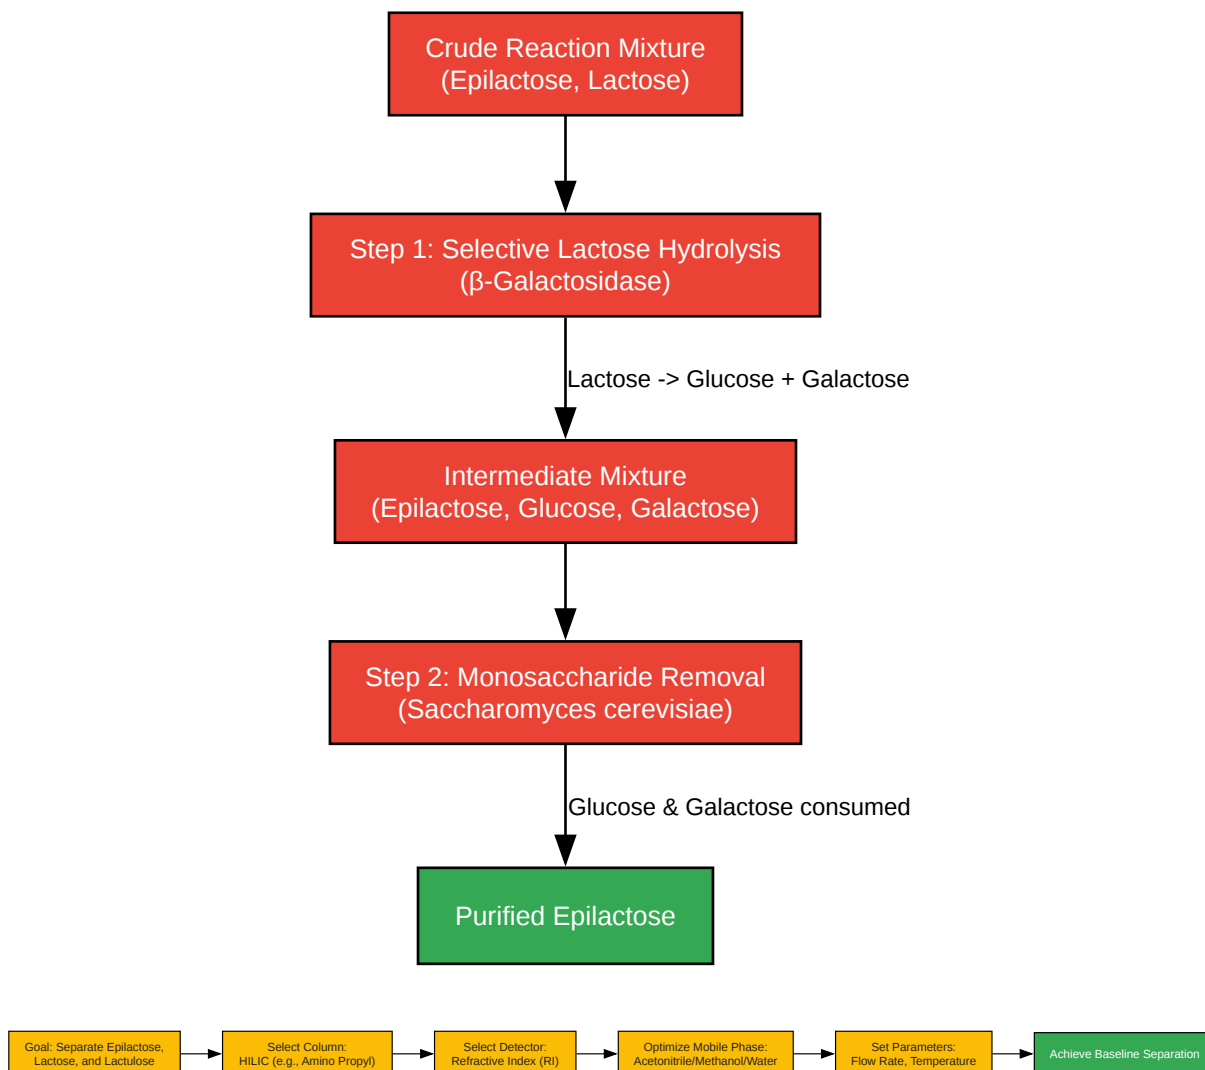 Crude Reaction Mixture
(Epilactose, Lactose)
Step 1: Selective Lactose Hydrolysis
(β-Galactosidase)
Lactose -> Glucose + Galactose
Intermediate Mixture
(Epilactose, Glucose, Galactose)
Step 2: Monosaccharide Removal
(Saccharomyces cerevisiae)
Glucose & Galactose consumed
Purified Epilactose
Goal: Separate Epilactose,
Lactose, and Lactulose
Select Column:
HILIC (e.g., Amino Propyl)
Select Detector:
Refractive Index (RI)
Optimize Mobile Phase:
Acetonitrile/Methanol/Water
Set Parameters:
Flow Rate, Temperature
Achieve Baseline Separation